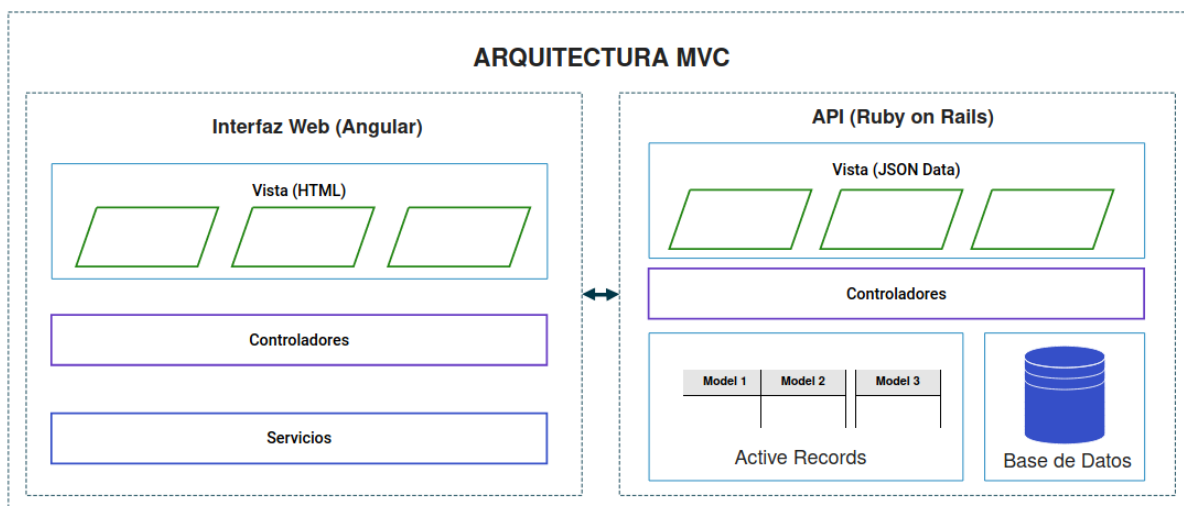 ARQUITECTURA MVC
Interfaz Web (Angular)
Vista (HTML)
Controladores
Servicios
API (Ruby on Rails)
Vista (JSON Data)
Controladores
Model 1 Model 2 Model 3
Active Records
Base de Datos